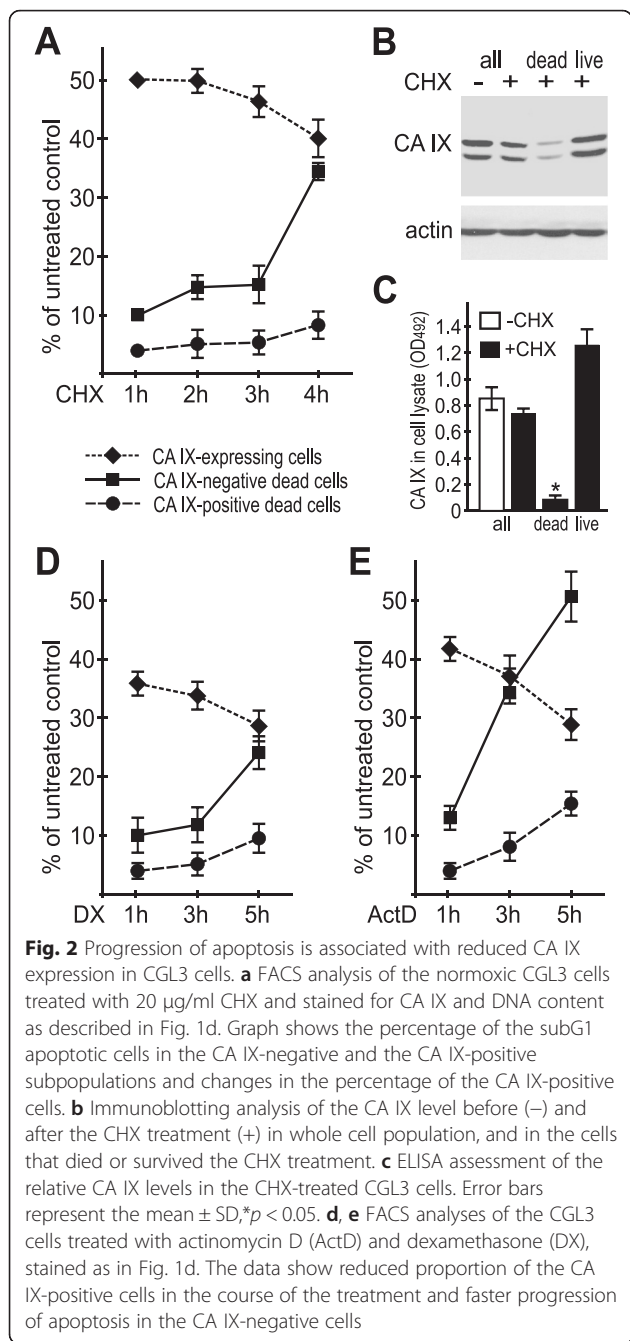 A
% of untreated control
50
40
30
20
10
CHX 1h 2h 3h 4h
CA IX-expressing cells
CA IX-negative dead cells
CA IX-positive dead cells
B
all dead live
CHX - + + +
CA IX
actin
C
CA IX in cell lysate (OD492)
-CHX
+CHX
1.4
1.2
1.0
0.8
0.6
0.4
0.2
0
*
all dead live
D
% of untreated control
50
40
30
20
10
DX 1h 3h 5h
E
% of untreated control
50
40
30
20
10
ActD 1h 3h 5h
Fig. 2 Progression of apoptosis is associated with reduced CA IX
expression in CGL3 cells. a FACS analysis of the normoxic CGL3 cells
treated with 20 μg/ml CHX and stained for CA IX and DNA content
as described in Fig. 1d. Graph shows the percentage of the subG1
apoptotic cells in the CA IX-negative and the CA IX-positive
subpopulations and changes in the percentage of the CA IX-positive
cells. b Immunoblotting analysis of the CA IX level before (−) and
after the CHX treatment (+) in whole cell population, and in the cells
that died or survived the CHX treatment. c ELISA assessment of the
relative CA IX levels in the CHX-treated CGL3 cells. Error bars
represent the mean ± SD,*p < 0.05. d, e FACS analyses of the CGL3
cells treated with actinomycin D (ActD) and dexamethasone (DX),
stained as in Fig. 1d. The data show reduced proportion of the CA
IX-positive cells in the course of the treatment and faster progression
of apoptosis in the CA IX-negative cells